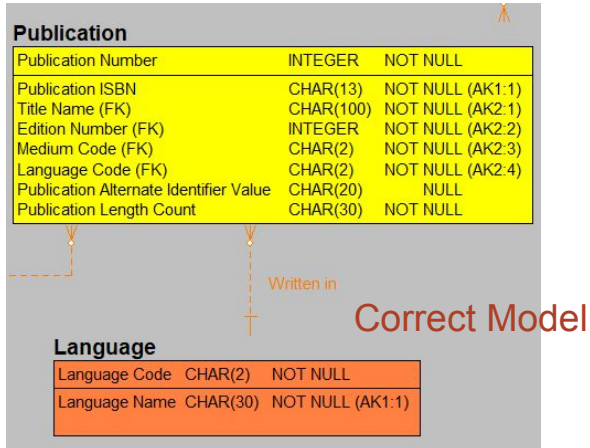 Publication
Publication Number INTEGER NOT NULL
Publication ISBN CHAR(13) NOT NULL (AK1:1)
Title Name (FK) CHAR(100) NOT NULL (AK2:1)
Edition Number (FK) INTEGER NOT NULL (AK2:2)
Medium Code (FK) CHAR(2) NOT NULL (AK2:3)
Language Code (FK) CHAR(2) NOT NULL (AK2:4)
Publication Alternate Identifier Value CHAR(20) NULL
Publication Length Count CHAR(30) NOT NULL
Written in
Correct Model
Language
Language Code CHAR(2) NOT NULL
Language Name CHAR(30) NOT NULL (AK1:1)